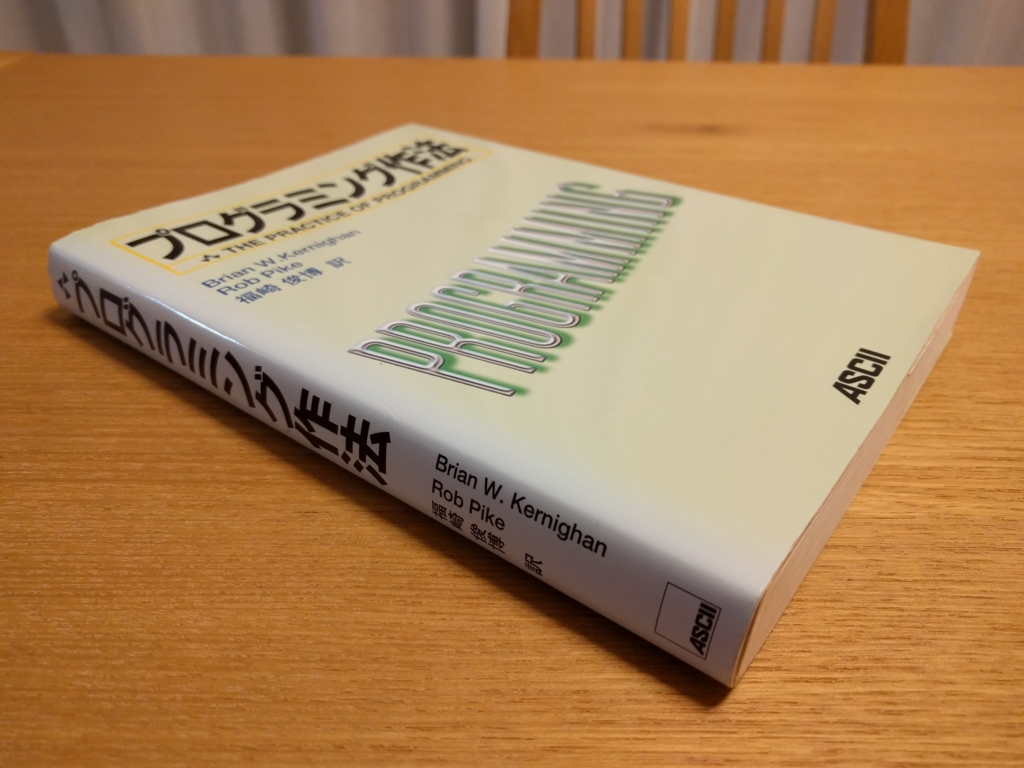 プログラミング作法
THE PRACTICE OF PROGRAMMING
Brian W. Kernighan
Rob Pike
福崎 俊博 訳
PROGRAMMING
ASCII
プログラミング作法
Brian W. Kernighan
Rob Pike
福崎 俊博 訳
ASCII